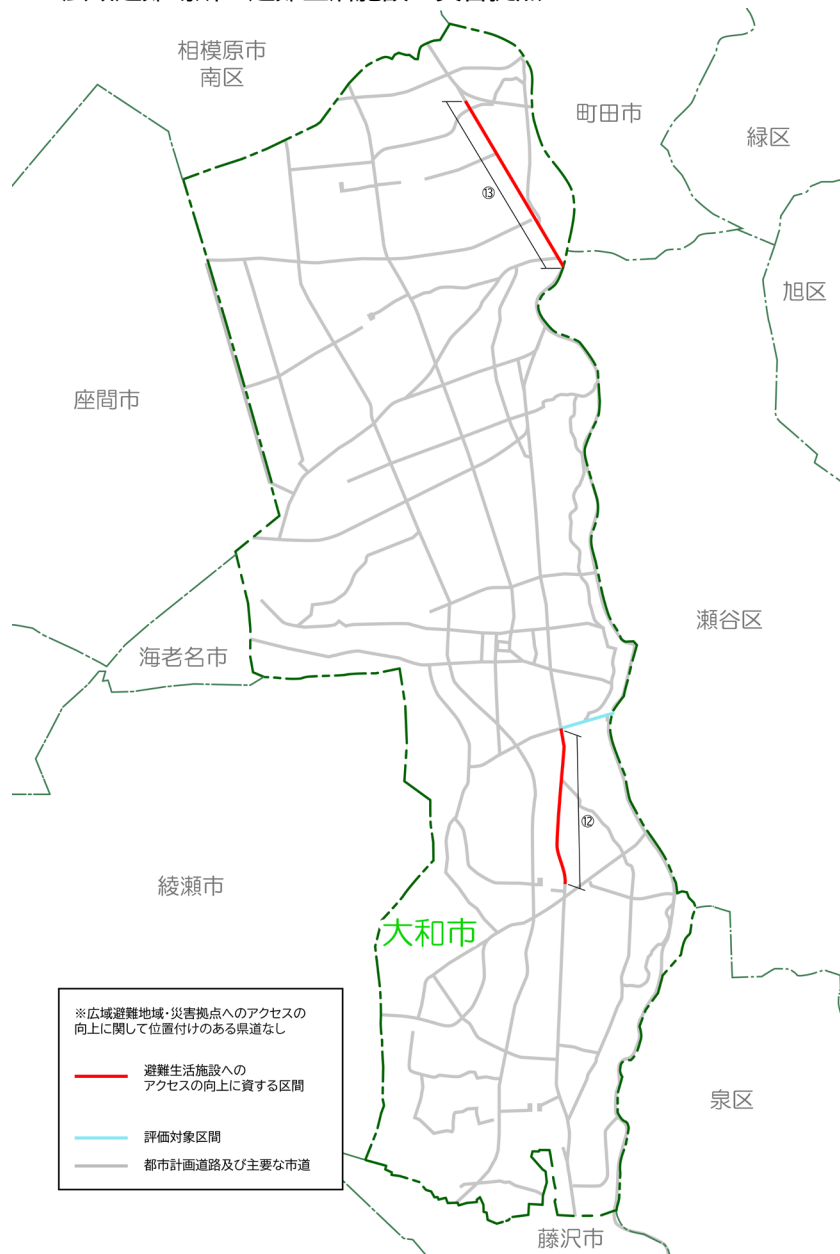 相模原市
南区
町田市
緑区
⑬
旭区
座間市
瀬谷区
海老名市
⑫
綾瀬市
大和市
※広域避難地域・災害拠点へのアクセスの
向上に関して位置付けのある県道なし
避難生活施設への
アクセスの向上に資する区間
評価対象区間
都市計画道路及び主要な市道
泉区
藤沢市